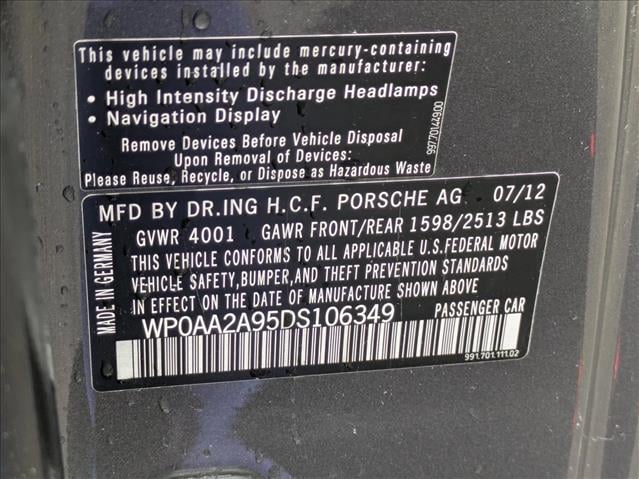 This vehicle may include mercury-containing
devices installed by the manufacturer:
• High Intensity Discharge Headlamps
• Navigation Display
Remove Devices Before Vehicle Disposal
Upon Removal of Devices:
Please Reuse, Recycle, or Dispose as Hazardous Waste
997.701.429.00
MADE IN GERMANY
MFD BY DR.ING H.C.F. PORSCHE AG 07/12
GVWR 4001 GAWR FRONT/REAR 1598/2513 LBS
THIS VEHICLE CONFORMS TO ALL APPLICABLE U.S.FEDERAL MOTOR
VEHICLE SAFETY,BUMPER,AND THEFT PREVENTION STANDARDS
IN EFFECT ON THE DATE OF MANUFACTURE SHOWN ABOVE
WP0AA2A95DS106349 PASSENGER CAR
991.701.111.02